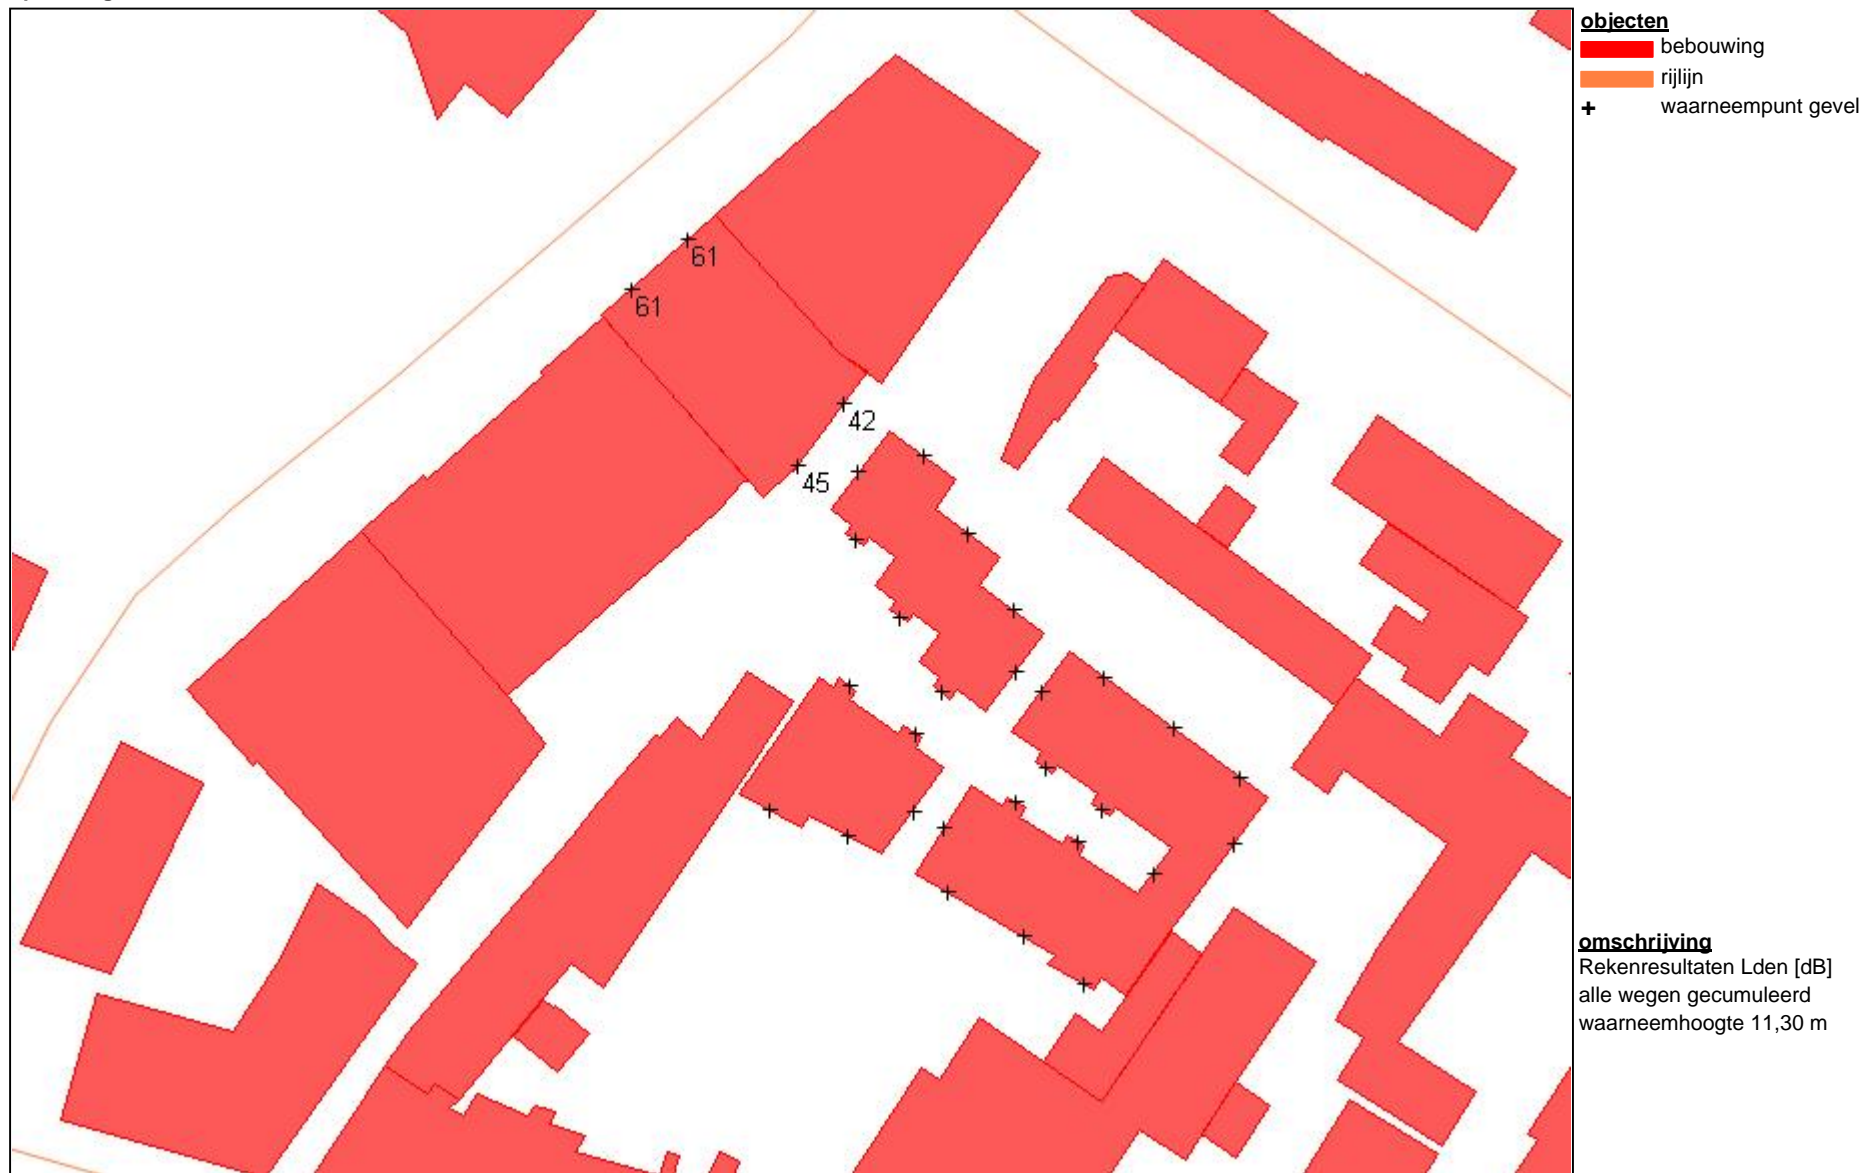 objecten
bebouwing
rijlijn
waarneempunt gevel
61
61
42
45
omschrijving
Rekenresultaten Lden [dB]
alle wegen gecumuleerd
waarneemhoogte 11,30 m